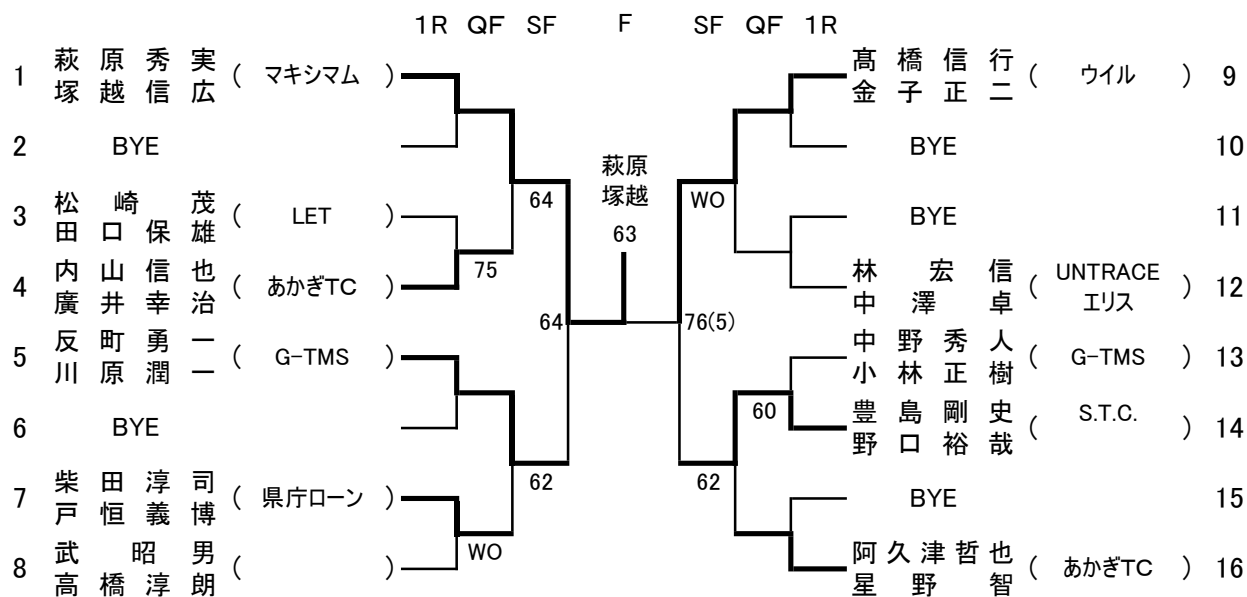 1R QF SF F SF QF 1R
1 萩原秀実 塚越信広 ( マキシマム )
2 BYE
3 松崎茂 田口保雄 ( LET )
4 内山信也 廣井幸治 ( あかぎTC )
5 反町勇一 川原潤一 ( G-TMS )
6 BYE
7 柴田淳司 戸恒義博 ( 県庁ローン )
8 武昭男 高橋淳朗 ( )
75
WO
64
62
64
萩原
塚越
63
76(5)
WO
62
60
髙橋信行 金子正二 ( ウイル ) 9
BYE 10
BYE 11
林宏信 中澤卓 ( UNTRACE エリス ) 12
中野秀人 小林正樹 ( G-TMS ) 13
豊島剛史 野口裕哉 ( S.T.C. ) 14
BYE 15
阿久津哲也 星野智 ( あかぎTC ) 16